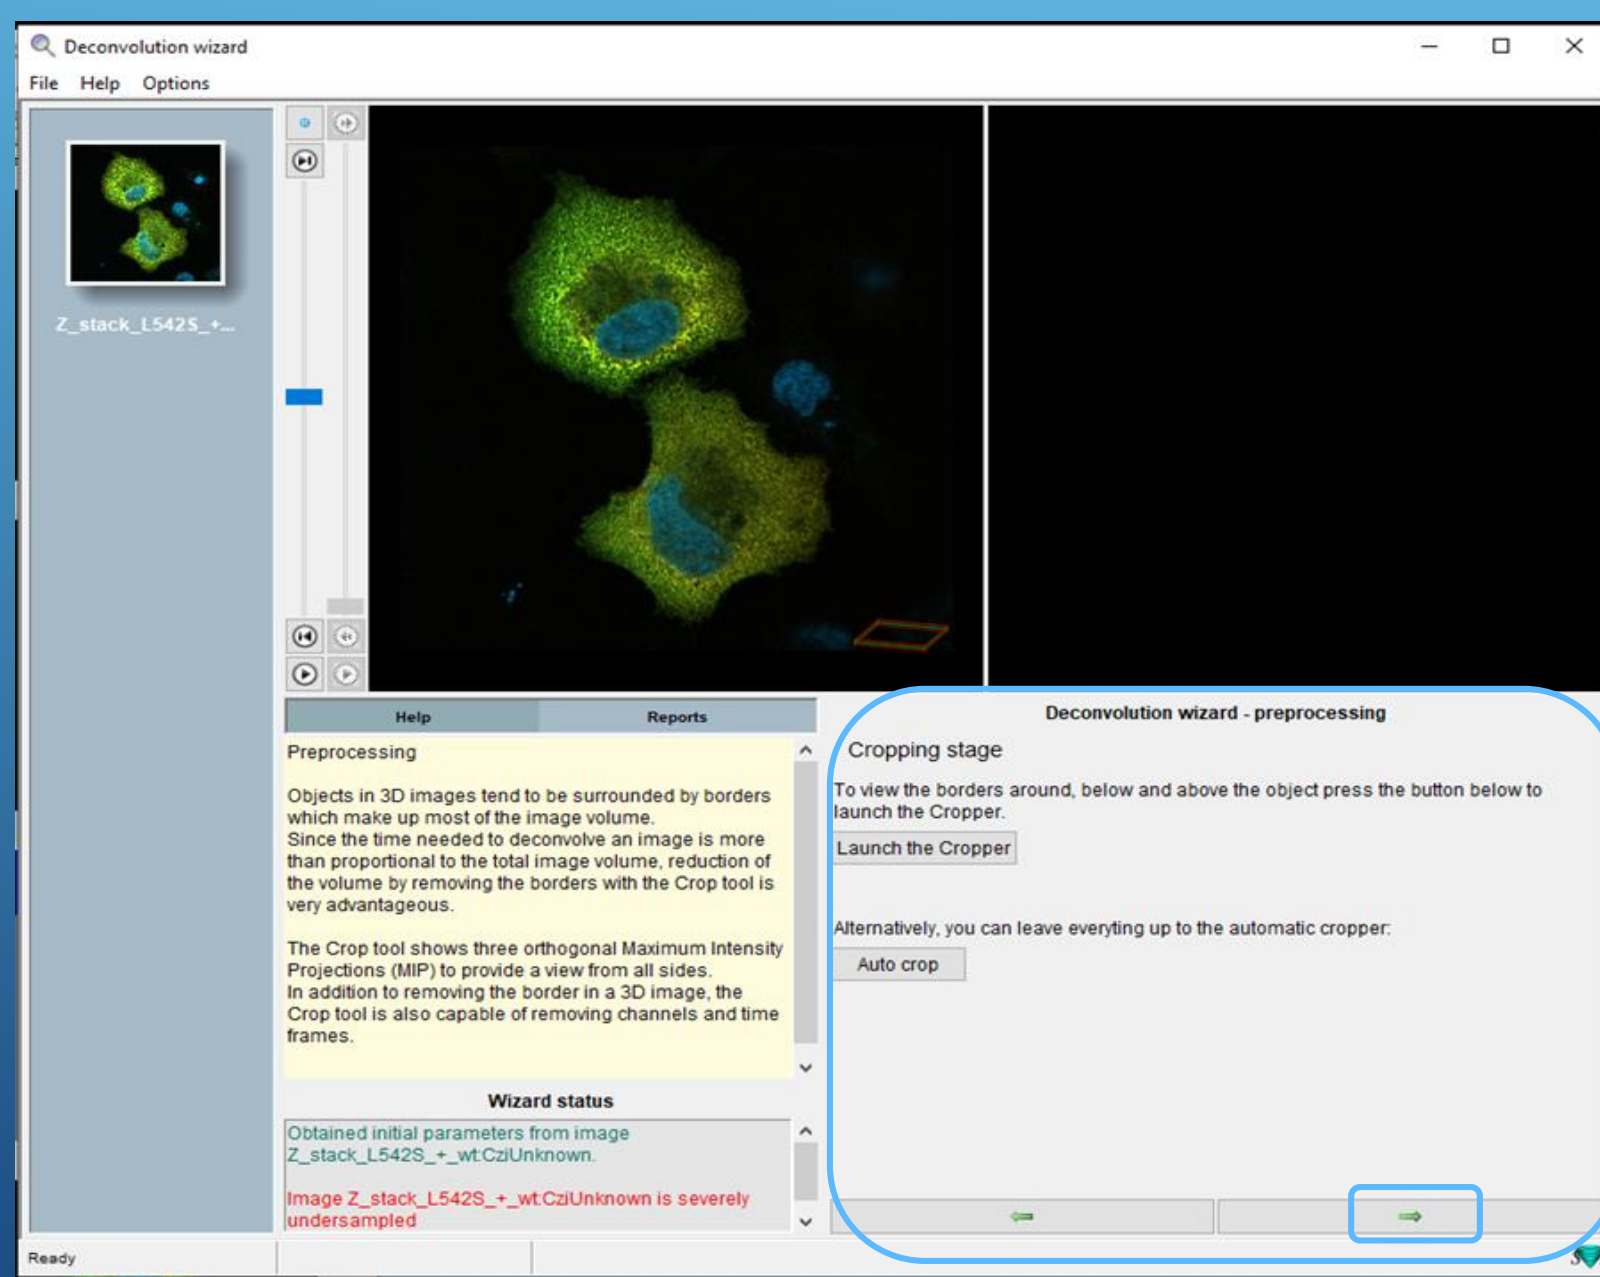 Deconvolution wizard
File Help Options
Z_stack_L542S_+...
Help Reports
Preprocessing
Objects in 3D images tend to be surrounded by borders
which make up most of the image volume.
Since the time needed to deconvolve an image is more
than proportional to the total image volume, reduction of
the volume by removing the borders with the Crop tool is
very advantageous.
The Crop tool shows three orthogonal Maximum Intensity
Projections (MIP) to provide a view from all sides.
In addition to removing the border in a 3D image, the
Crop tool is also capable of removing channels and time
frames.
Wizard status
Obtained initial parameters from image
Z_stack_L542S_+_wt:CziUnknown.
Image Z_stack_L542S_+_wt:CziUnknown is severely
undersampled
Deconvolution wizard - preprocessing
Cropping stage
To view the borders around, below and above the object press the button below to
launch the Cropper.
Launch the Cropper
Alternatively, you can leave everyting up to the automatic cropper:
Auto crop
Ready